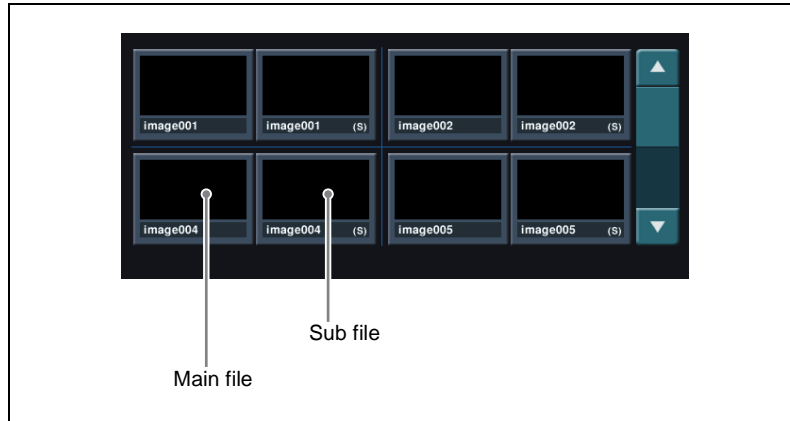 image001 image001 (S) image002 image002 (S)
image004 image004 (S) image005 image005 (S)
Sub file
Main file